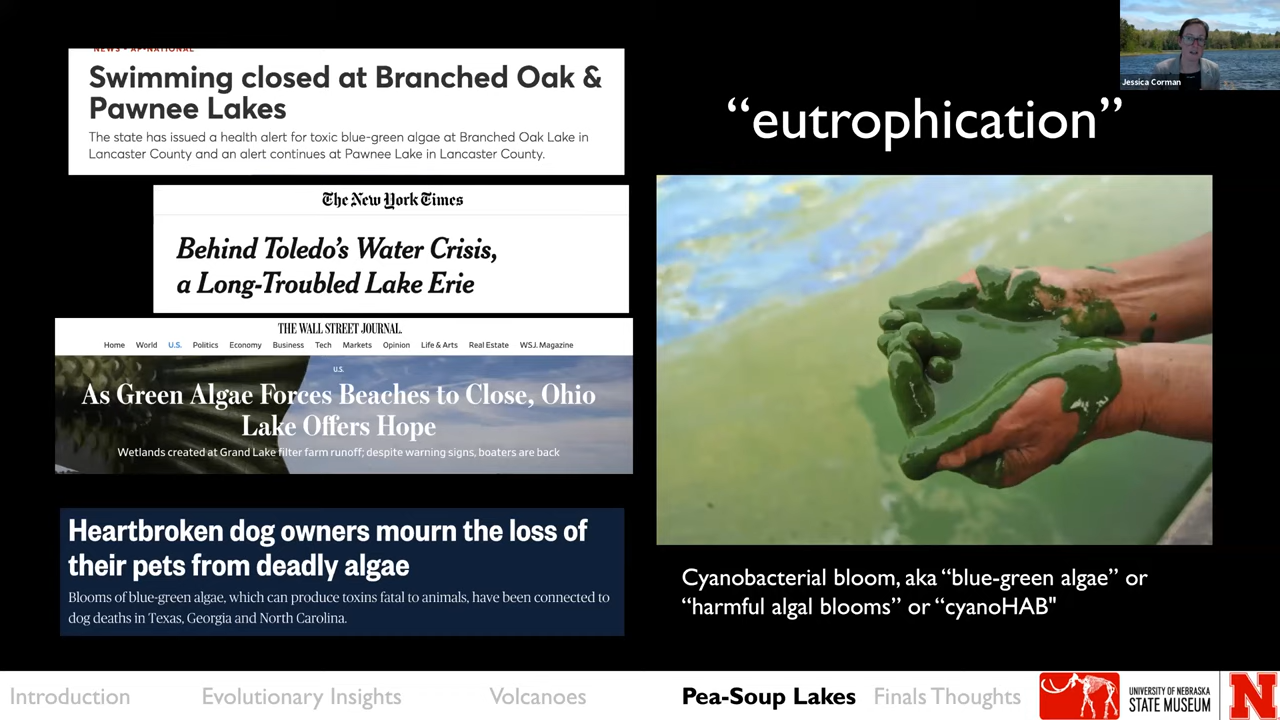 NEWS • AP-NATIONAL
Swimming closed at Branched Oak &
Pawnee Lakes
The state has issued a health alert for toxic blue-green algae at Branched Oak Lake in
Lancaster County and an alert continues at Pawnee Lake in Lancaster County.
The New York Times
Behind Toledo’s Water Crisis,
a Long-Troubled Lake Erie
THE WALL STREET JOURNAL.
Home World U.S. Politics Economy Business Tech Markets Opinion Life & Arts Real Estate WSJ. Magazine
U.S.
As Green Algae Forces Beaches to Close, Ohio
Lake Offers Hope
Wetlands created at Grand Lake filter farm runoff; despite warning signs, boaters are back
Heartbroken dog owners mourn the loss of
their pets from deadly algae
Blooms of blue-green algae, which can produce toxins fatal to animals, have been connected to
dog deaths in Texas, Georgia and North Carolina.
Jessica Corman
“eutrophication”
Cyanobacterial bloom, aka “blue-green algae” or
“harmful algal blooms” or “cyanoHAB"
Introduction Evolutionary Insights Volcanoes Pea-Soup Lakes Finals Thoughts
UNIVERSITY OF NEBRASKA
STATE MUSEUM
N